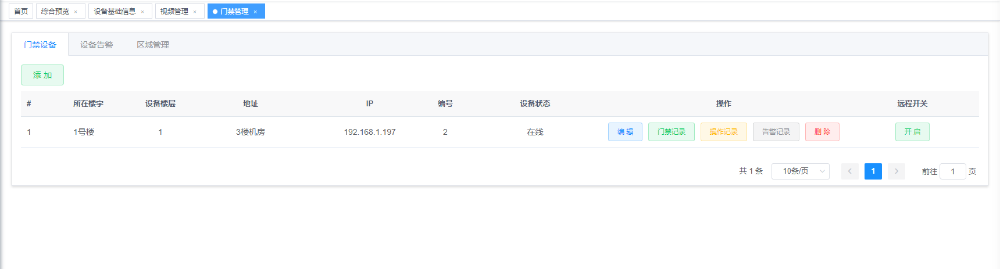 首页 综合预览 × 设备基础信息 × 视频管理 × 门禁管理 ×
门禁设备 设备告警 区域管理
添 加
# 所在楼宇 设备楼层 地址 IP 编号 设备状态 操作 远程开关
1 1号楼 1 3楼机房 192.168.1.197 2 在线 编 辑 门禁记录 操作记录 告警记录 删 除 开 启
共 1 条 10条/页 1 前往 1 页